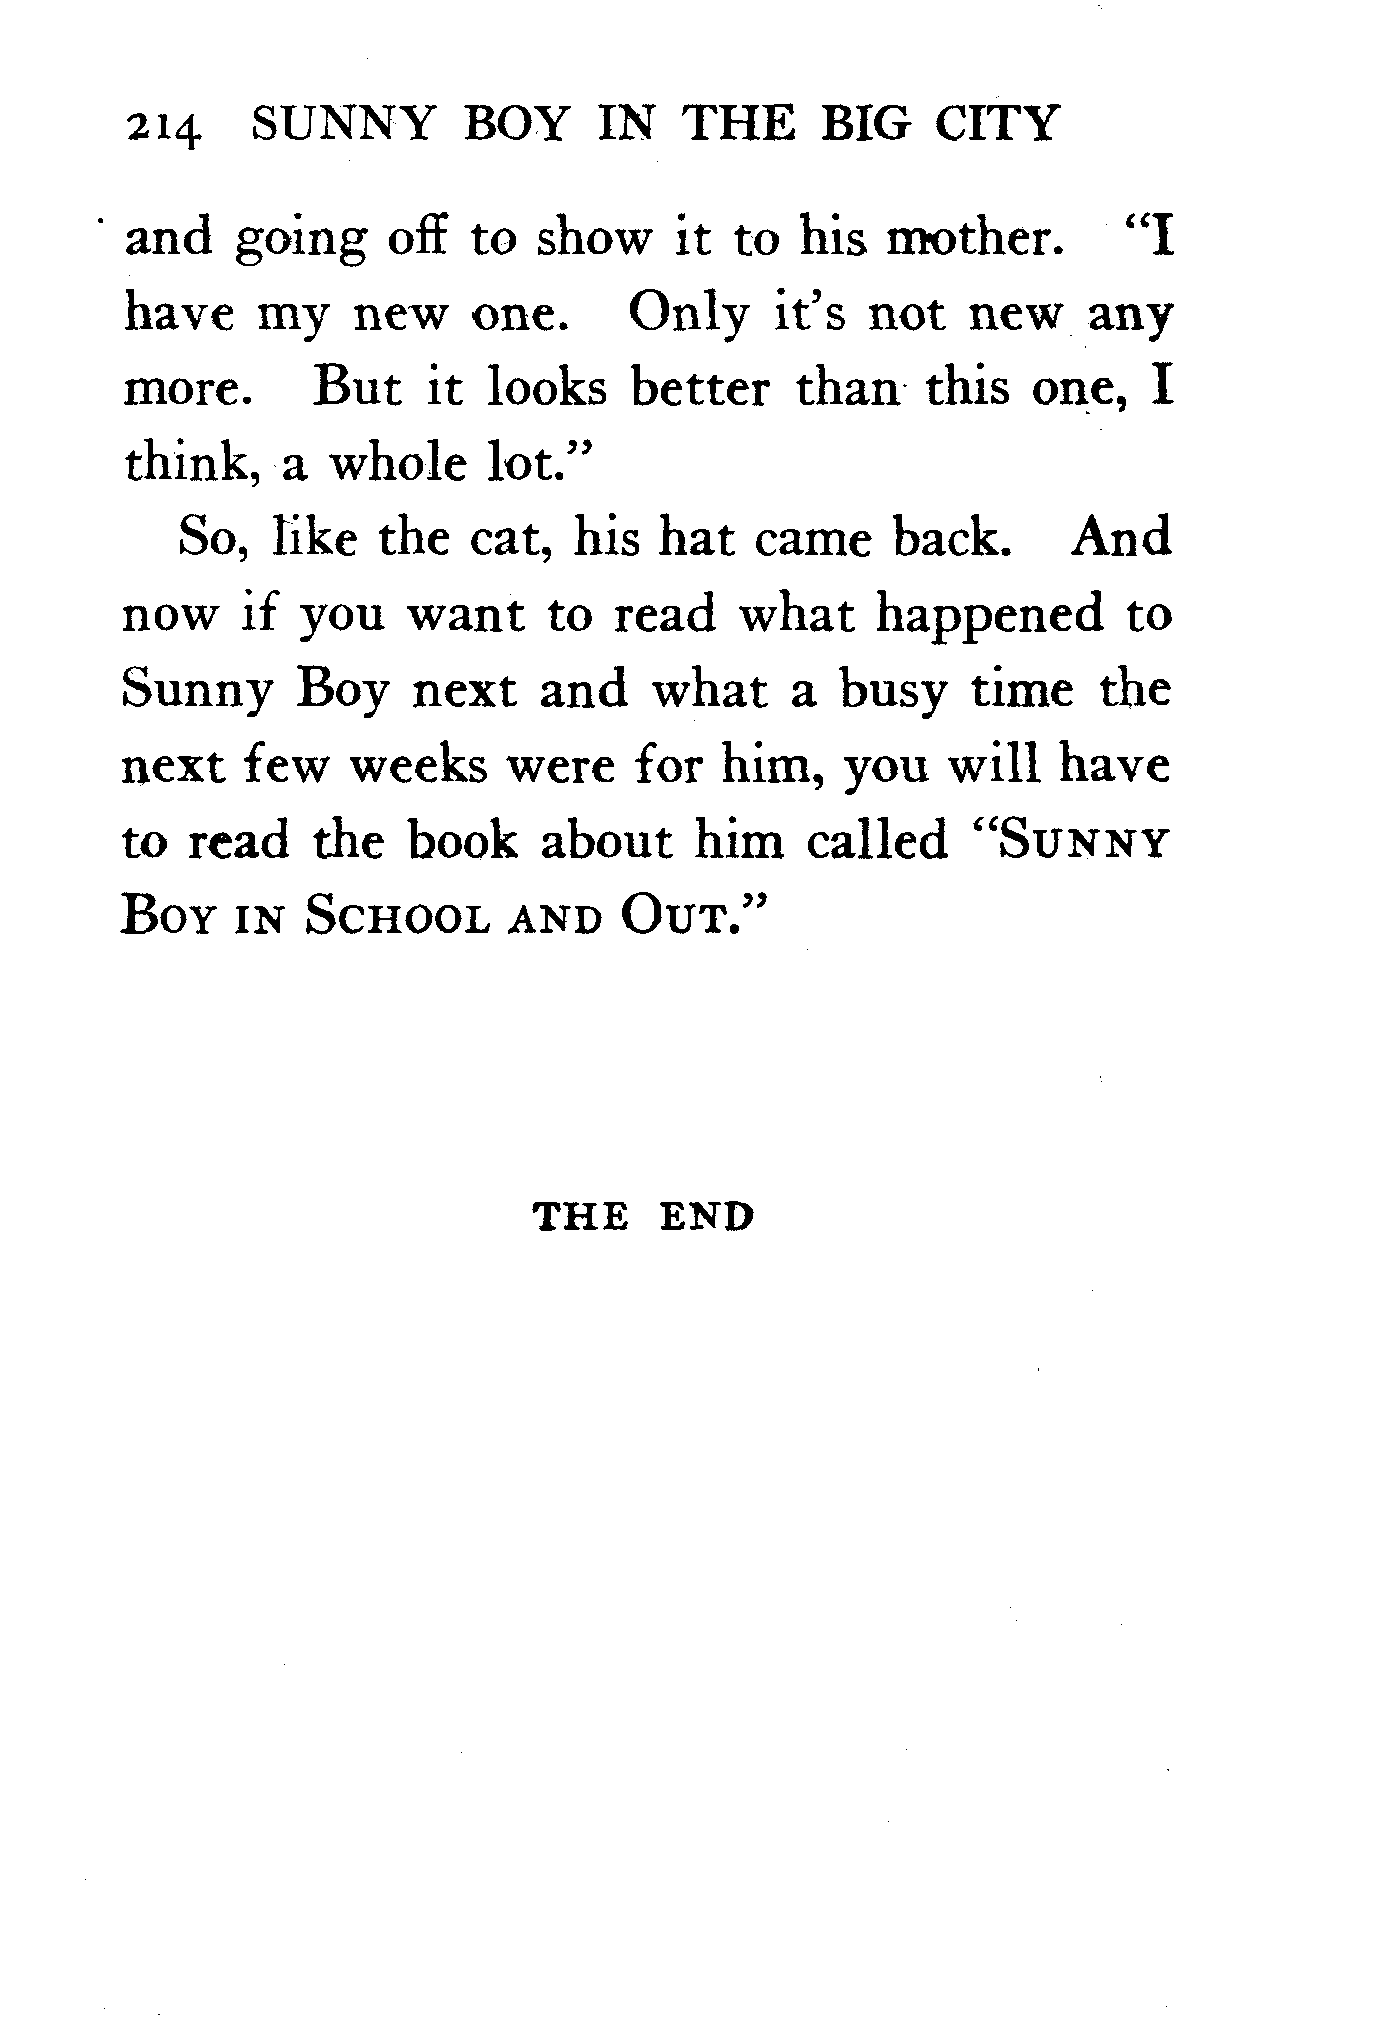 214 SUNNY BOY IN THE BIG CITY
and going off to show it to his mother. "I
have my new one. Only it's not new any
more. But it looks better than this one, I
think, a whole lot."
So, like the cat, his hat came back. And
now if you want to read what happened to
Sunny Boy next and what a busy time the
next few weeks were for him, you will have
to read the book about him called "SUNNY
BOY IN SCHOOL AND OUT."
THE END